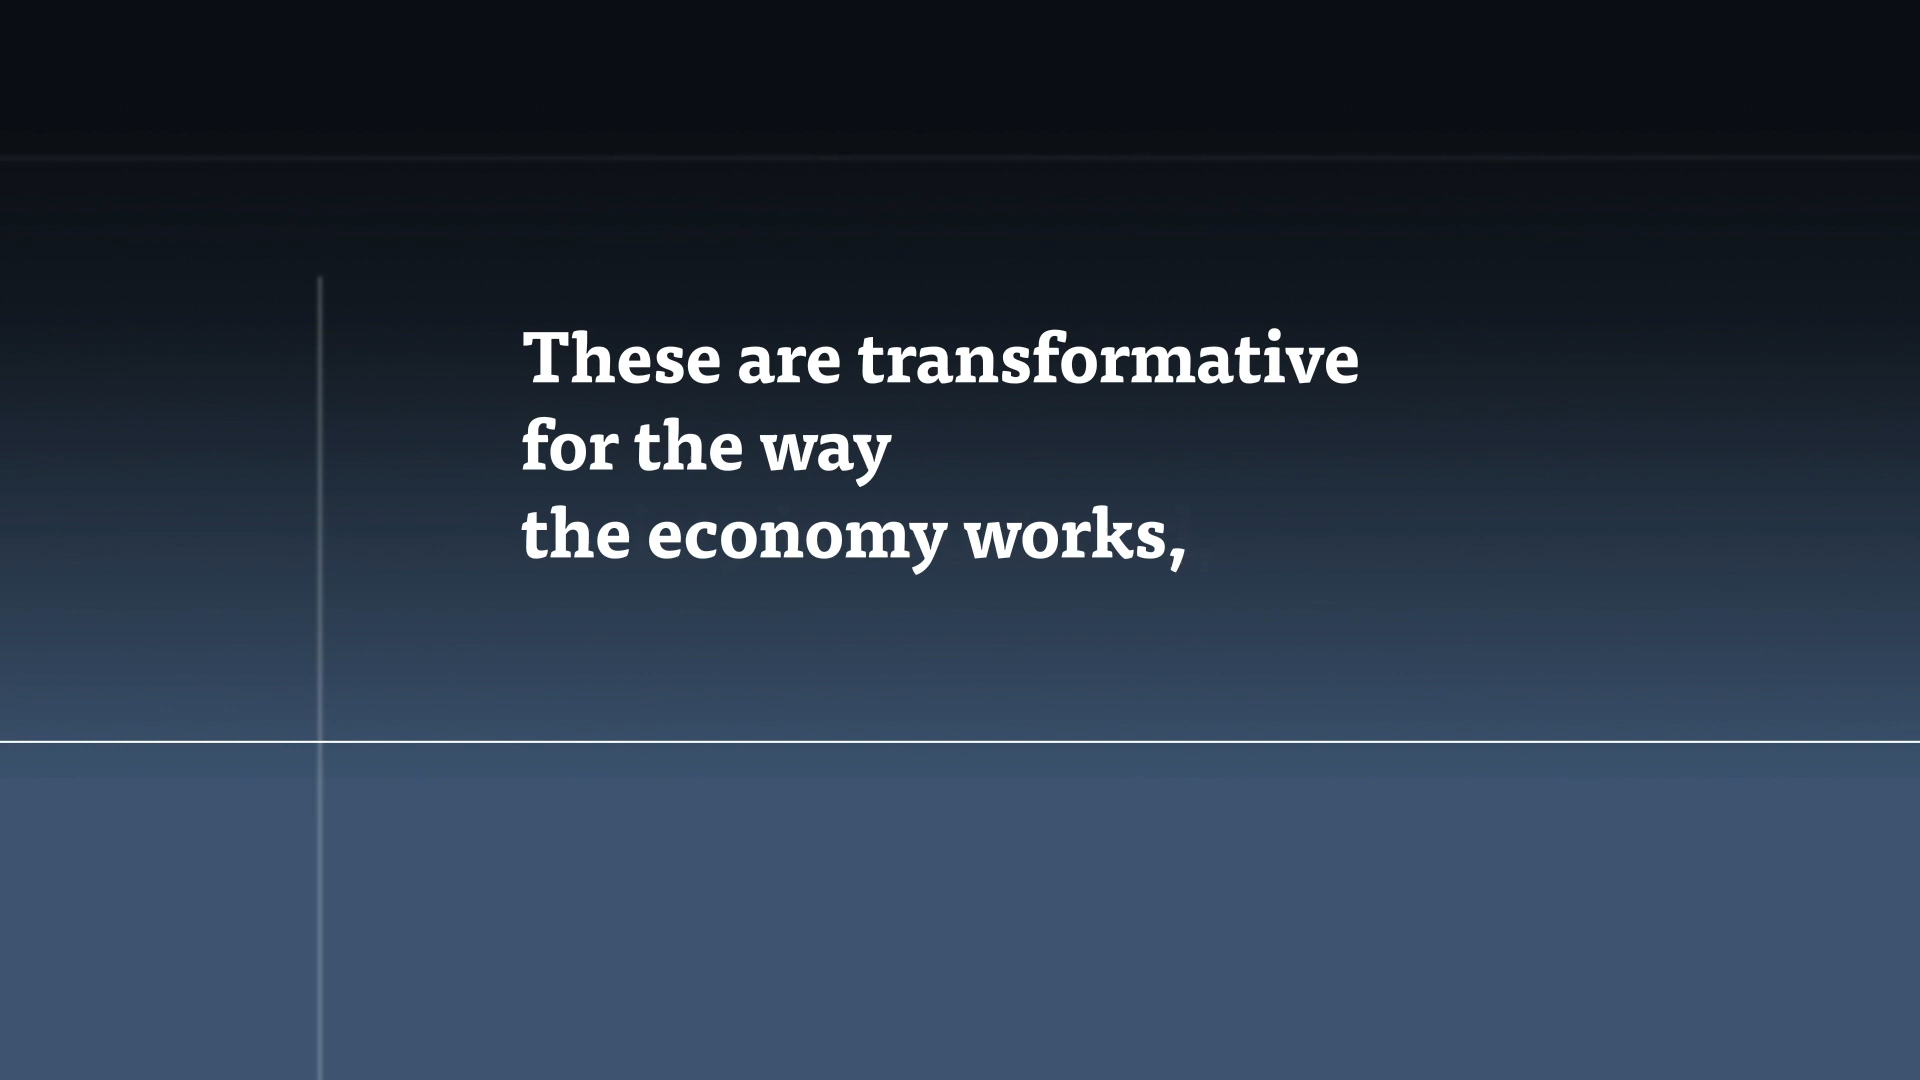 These are transformative
for the way
the economy works,